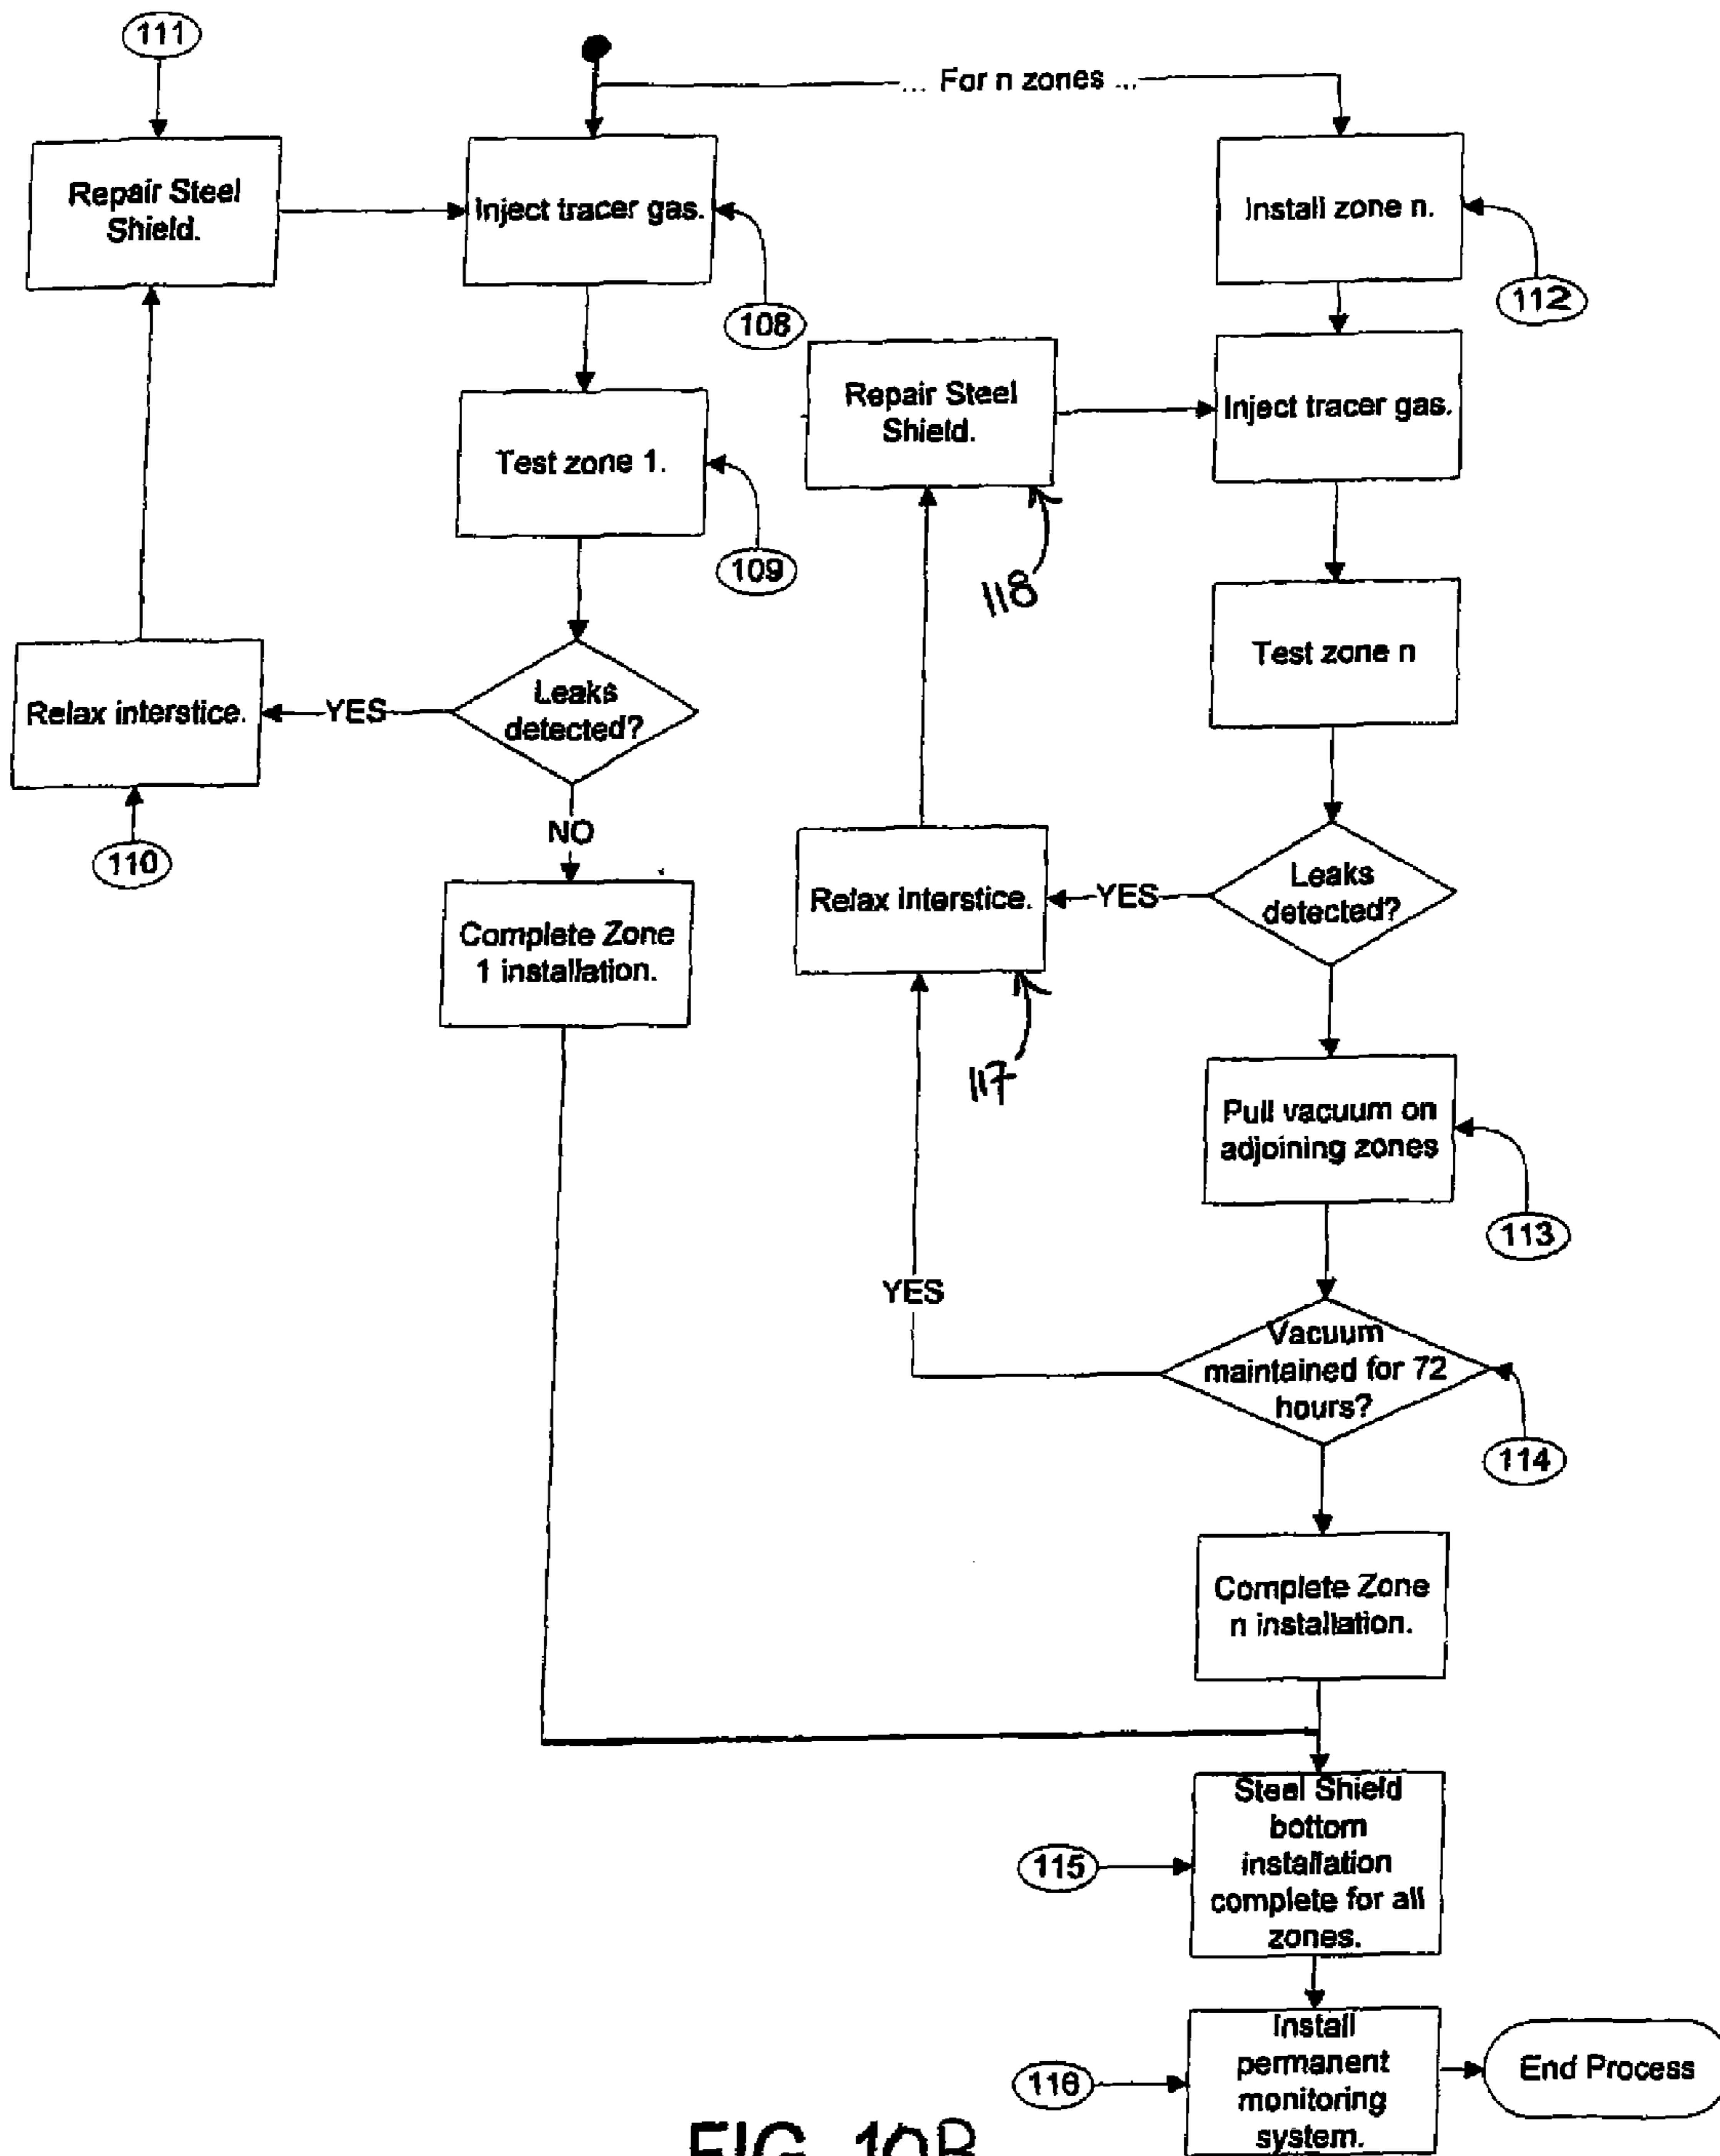 111
... For n zones ...
Repair Steel
Shield.
Inject tracer gas.
Install zone n.
108
112
Repair Steel
Shield.
Inject tracer gas.
Test zone 1.
109
118
Test zone n
Relax interstice.
YES
Leaks
detected?
110
NO
Relax interstice.
YES
Leaks
detected?
Complete Zone
1 installation.
117
Pull vacuum on
adjoining zones
113
YES
Vacuum
maintained for 72
hours?
114
Complete Zone
n installation.
Steel Shield
bottom
installation
complete for all
zones.
115
Install
permanent
monitoring
system.
116
End Process
FIG. 10B